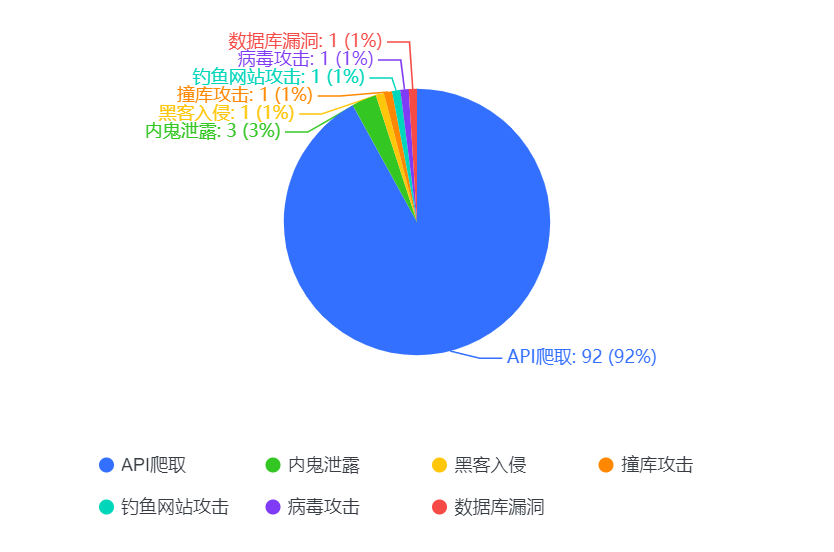 数据库漏洞: 1 (1%)
病毒攻击: 1 (1%)
钓鱼网站攻击: 1 (1%)
撞库攻击: 1 (1%)
黑客入侵: 1 (1%)
内鬼泄露: 3 (3%)
API爬取: 92 (92%)
API爬取 内鬼泄露 黑客入侵 撞库攻击
钓鱼网站攻击 病毒攻击 数据库漏洞